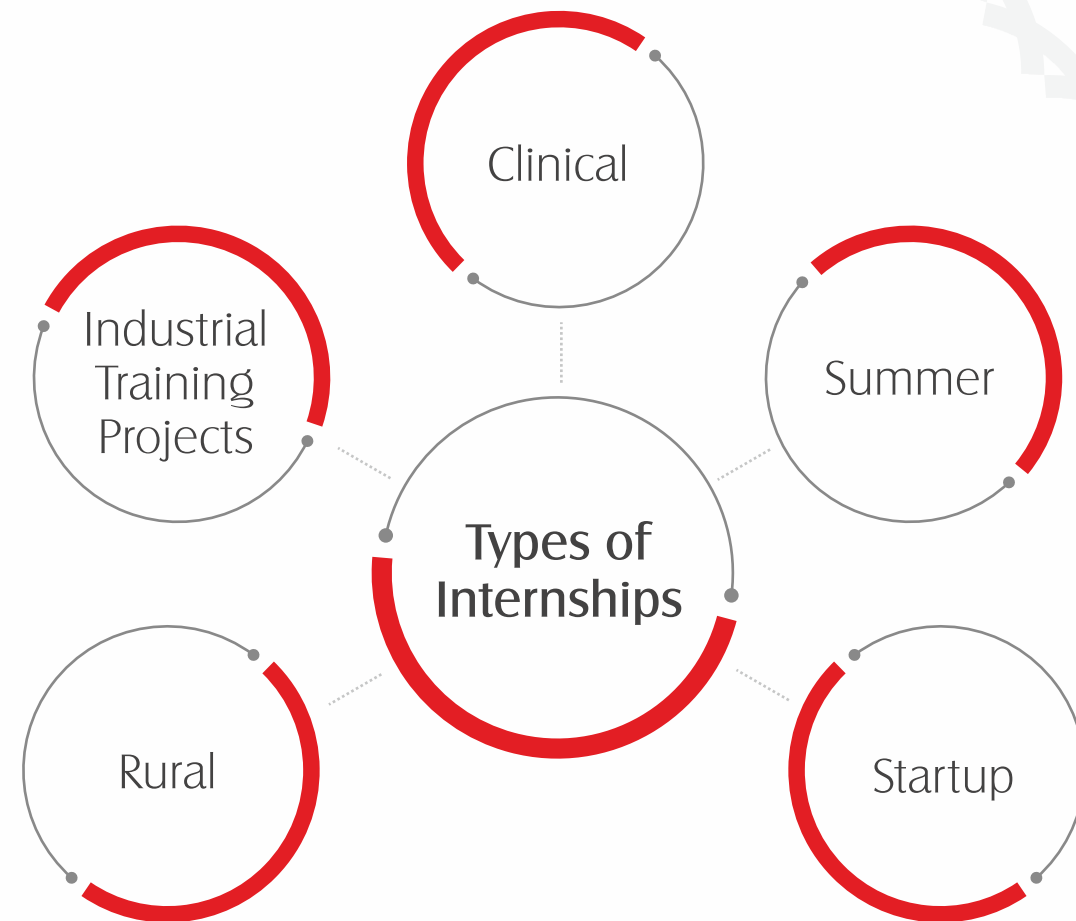 Clinical
Industrial
Training
Projects
Summer
Types of
Internships
Rural
Startup